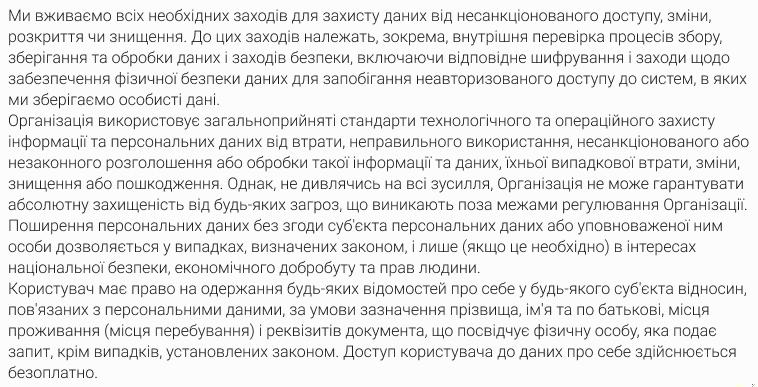 Ми вживаємо всіх необхідних заходів для захисту даних від несанкціонованого доступу, зміни,
розкриття чи знищення. До цих заходів належать, зокрема, внутрішня перевірка процесів збору,
зберігання та обробки даних і заходів безпеки, включаючи відповідне шифрування і заходи щодо
забезпечення фізичної безпеки даних для запобігання неавторизованого доступу до систем, в яких
ми зберігаємо особисті дані.
Організація використовує загальноприйняті стандарти технологічного та операційного захисту
інформації та персональних даних від втрати, неправильного використання, несанкціонованого або
незаконного розголошення або обробки такої інформації та даних, їхньої випадкової втрати, зміни,
знищення або пошкодження. Однак, не дивлячись на всі зусилля, Організація не може гарантувати
абсолютну захищеність від будь-яких загроз, що виникають поза межами регулювання Організації.
Поширення персональних даних без згоди суб'єкта персональних даних або уповноваженої ним
особи дозволяється у випадках, визначених законом, і лише (якщо це необхідно) в інтересах
національної безпеки, економічного добробуту та прав людини.
Користувач має право на одержання будь-яких відомостей про себе у будь-якого суб'єкта відносин,
пов'язаних з персональними даними, за умови зазначення прізвища, ім'я та по батькові, місця
проживання (місця перебування) і реквізитів документа, що посвідчує фізичну особу, яка подає
запит, крім випадків, установлених законом. Доступ користувача до даних про себе здійснюється
безоплатно.